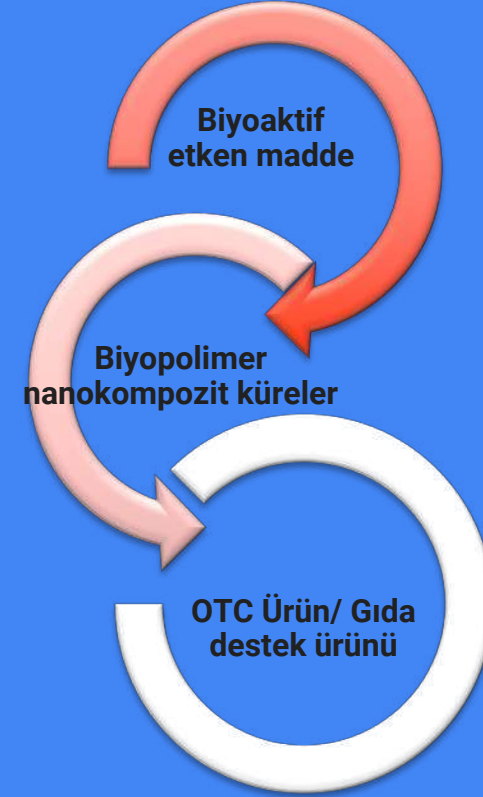 Biyoaktif
etken madde
Biyopolimer
nanokompozit küreler
OTC Ürün/ Gıda
destek ürünü